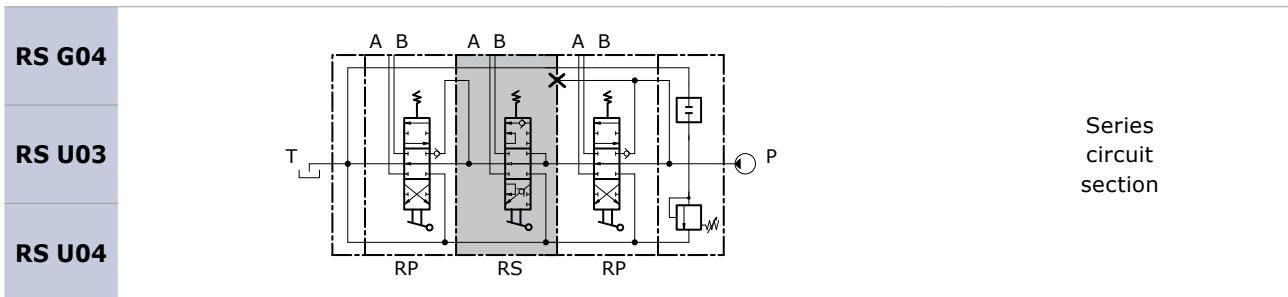 RS G04
RS U03
RS U04
A B A B A B
T
P
RP RS RP
Series
circuit
section